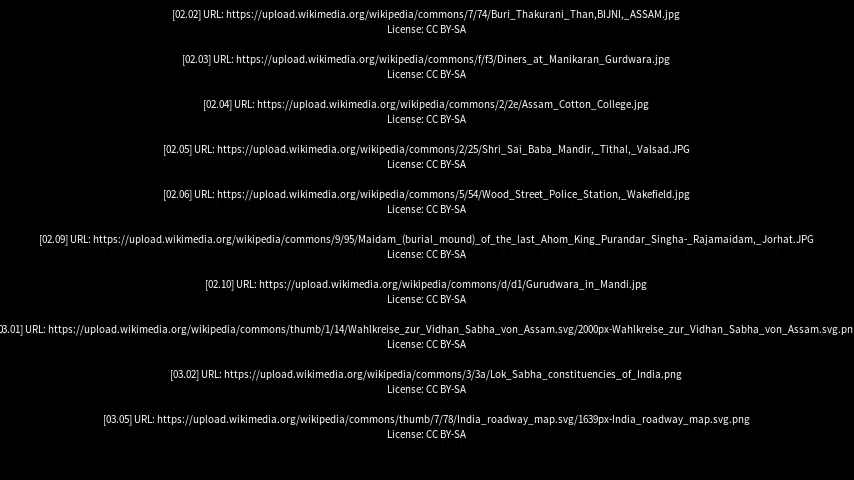 [02.02] URL: https://upload.wikimedia.org/wikipedia/commons/7/74/Buri_Thakurani_Than,BIJNI,_ASSAM.jpg
License: CC BY-SA
[02.03] URL: https://upload.wikimedia.org/wikipedia/commons/f/f3/Diners_at_Manikaran_Gurdwara.jpg
License: CC BY-SA
[02.04] URL: https://upload.wikimedia.org/wikipedia/commons/2/2e/Assam_Cotton_College.jpg
License: CC BY-SA
[02.05] URL: https://upload.wikimedia.org/wikipedia/commons/2/25/Shri_Sai_Baba_Mandir,_Tithal,_Valsad.JPG
License: CC BY-SA
[02.06] URL: https://upload.wikimedia.org/wikipedia/commons/5/54/Wood_Street_Police_Station,_Wakefield.jpg
License: CC BY-SA
[02.09] URL: https://upload.wikimedia.org/wikipedia/commons/9/95/Maidam_(burial_mound)_of_the_last_Ahom_King_Purandar_Singha-_Rajamaidam,_Jorhat.JPG
License: CC BY-SA
[02.10] URL: https://upload.wikimedia.org/wikipedia/commons/d/d1/Gurudwara_in_Mandi.jpg
License: CC BY-SA
03.01] URL: https://upload.wikimedia.org/wikipedia/commons/thumb/1/14/Wahlkreise_zur_Vidhan_Sabha_von_Assam.svg/2000px-Wahlkreise_zur_Vidhan_Sabha_von_Assam.svg.pn
License: CC BY-SA
[03.02] URL: https://upload.wikimedia.org/wikipedia/commons/3/3a/Lok_Sabha_constituencies_of_India.png
License: CC BY-SA
[03.05] URL: https://upload.wikimedia.org/wikipedia/commons/thumb/7/78/India_roadway_map.svg/1639px-India_roadway_map.svg.png
License: CC BY-SA